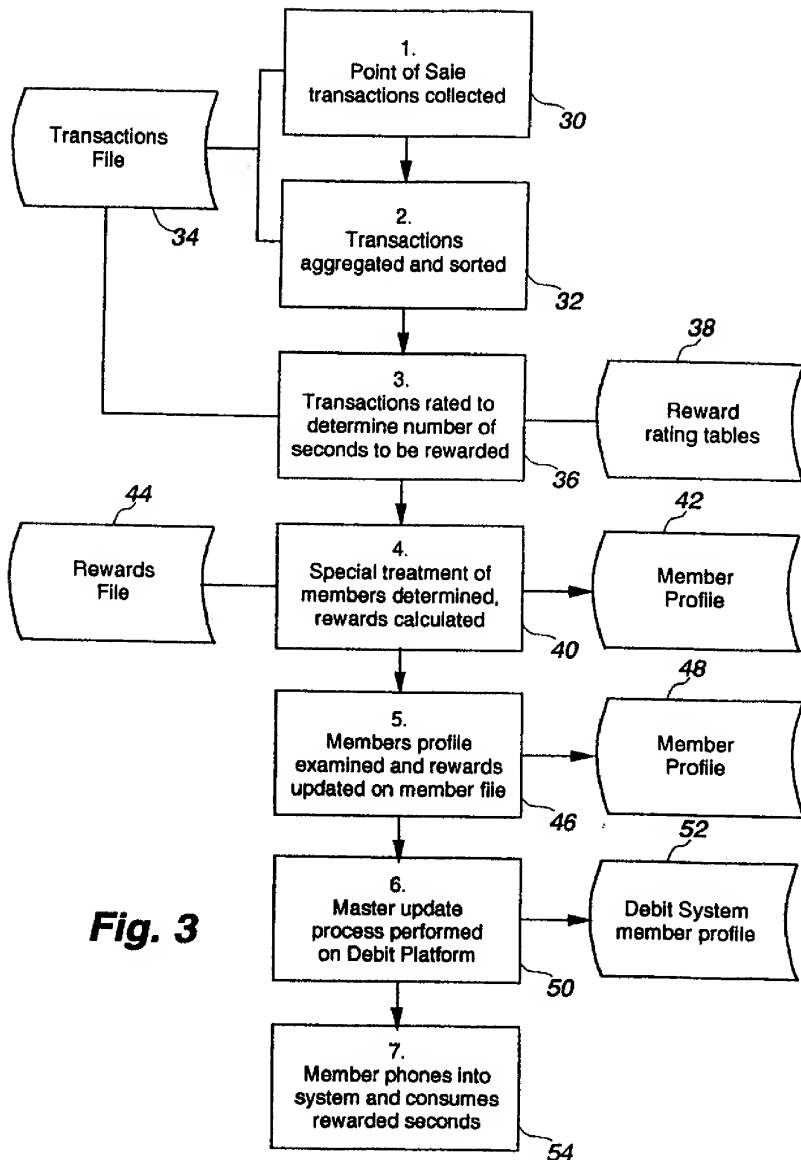 1.
Point of Sale
transactions collected
30
Transactions
File
34
2.
Transactions
aggregated and sorted
32
3.
Transactions rated to
determine number of
seconds to be rewarded
36
38
Reward
rating tables
44
Rewards
File
4.
Special treatment of
members determined,
rewards calculated
40
42
Member
Profile
5.
Members profile
examined and rewards
updated on member file
46
48
Member
Profile
6.
Master update
process performed
on Debit Platform
50
52
Debit System
member profile
Fig. 3
7.
Member phones into
system and consumes
rewarded seconds
54